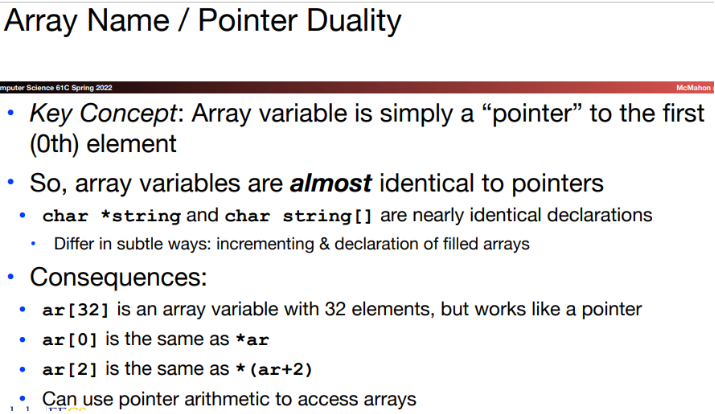 Array Name / Pointer Duality
mputer Science 61C Spring 2022
McMahon
• Key Concept: Array variable is simply a “pointer” to the first
(0th) element
• So, array variables are almost identical to pointers
• char *string and char string[] are nearly identical declarations
• Differ in subtle ways: incrementing & declaration of filled arrays
• Consequences:
• ar[32] is an array variable with 32 elements, but works like a pointer
• ar[0] is the same as *ar
• ar[2] is the same as *(ar+2)
• Can use pointer arithmetic to access arrays